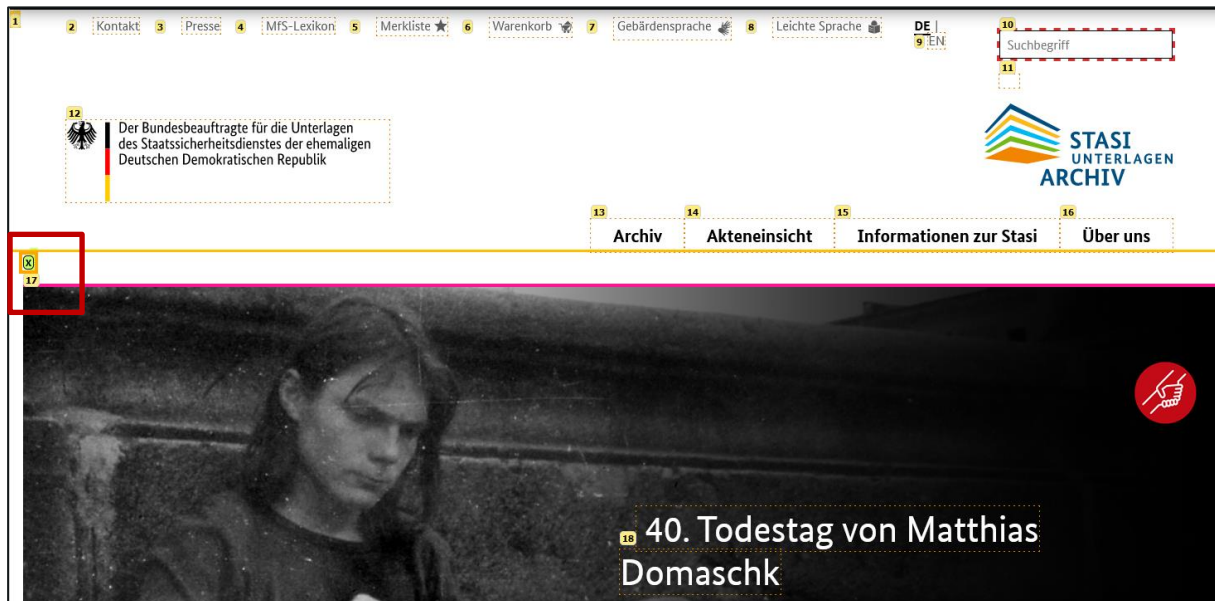 1
2 Kontakt 3 Presse 4 MfS-Lexikon 5 Merkliste 6 Warenkorb 7 Gebärdensprache 8 Leichte Sprache DE |
9 EN
10
Suchbegriff
11
12
Der Bundesbeauftragte für die Unterlagen
des Staatssicherheitsdienstes der ehemaligen
Deutschen Demokratischen Republik
STASI
UNTERLAGEN
ARCHIV
13 14 15 16
Archiv Akteneinsicht Informationen zur Stasi Über uns
X
17
18 40. Todestag von Matthias
Domaschk